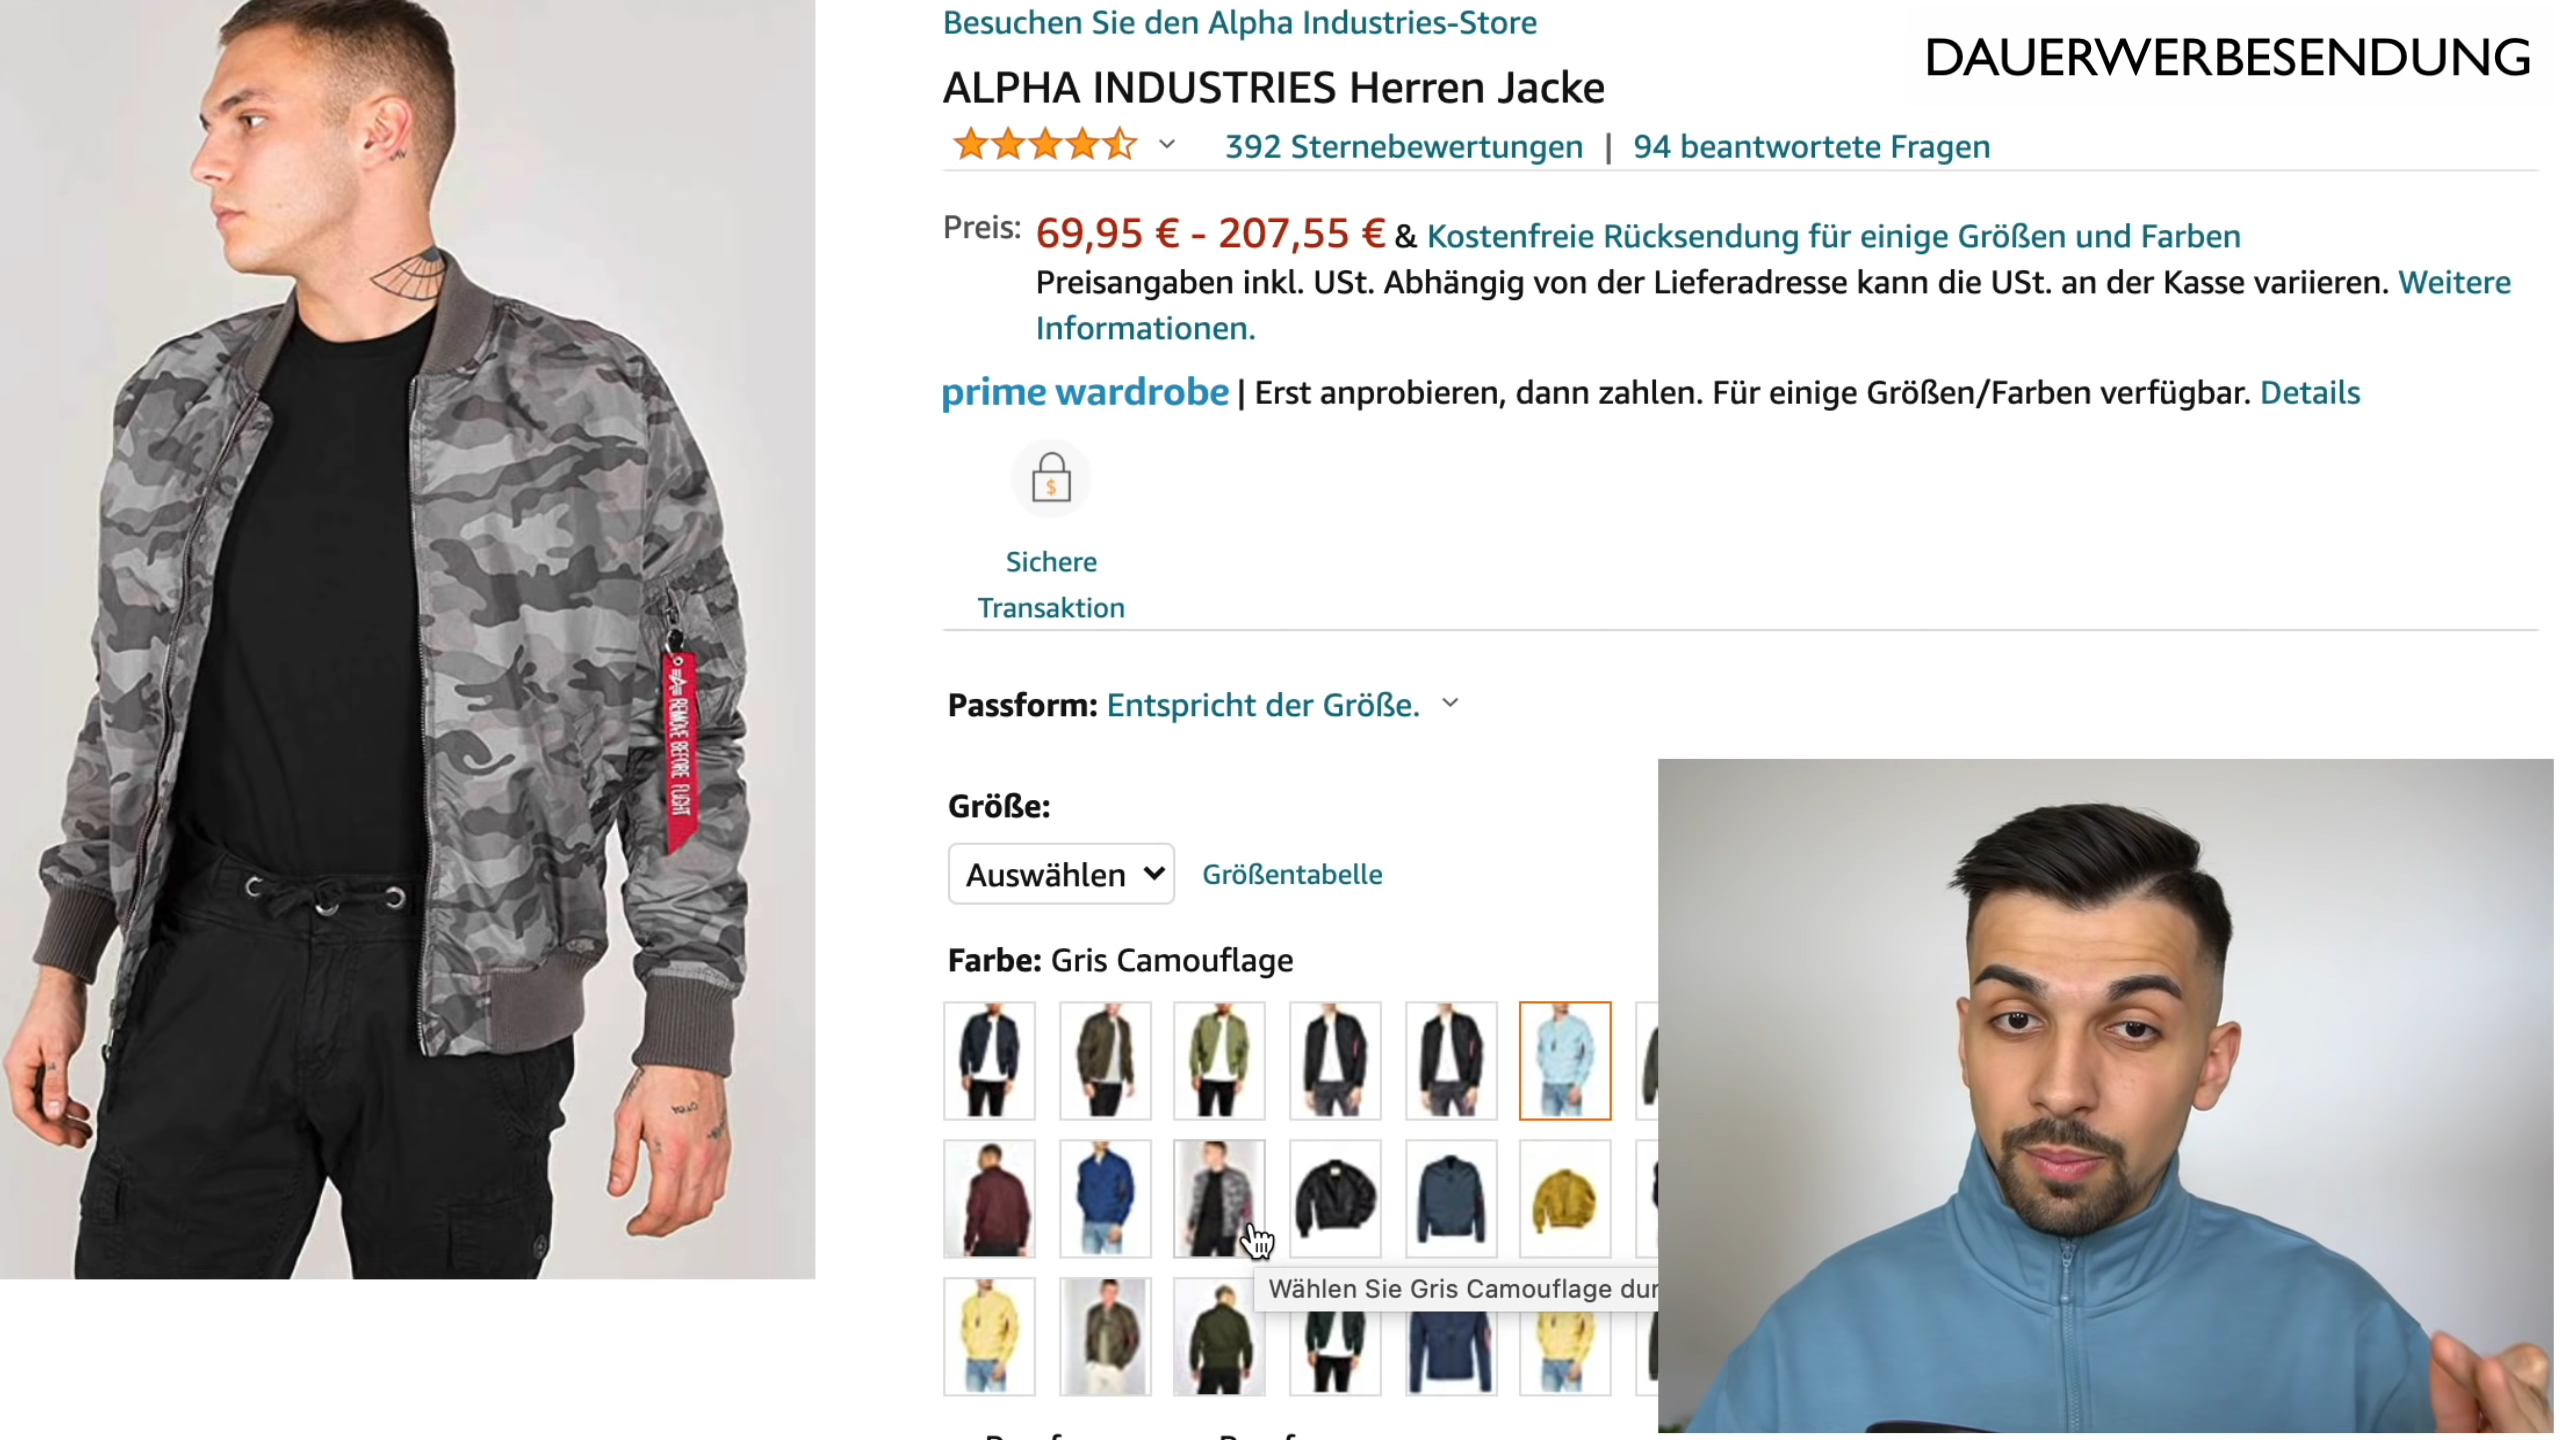 Besuchen Sie den Alpha Industries-Store
DAUERWERBESENDUNG
ALPHA INDUSTRIES Herren Jacke
392 Sternebewertungen | 94 beantwortete Fragen
Preis: 69,95 € - 207,55 € & Kostenfreie Rücksendung für einige Größen und Farben
Preisangaben inkl. USt. Abhängig von der Lieferadresse kann die USt. an der Kasse variieren. Weitere
Informationen.
prime wardrobe | Erst anprobieren, dann zahlen. Für einige Größen/Farben verfügbar. Details
$
Sichere
Transaktion
REMOVE BEFORE FLIGHT
Passform: Entspricht der Größe.
Größe:
Auswählen Größentabelle
Farbe: Gris Camouflage
Wählen Sie Gris Camouflage dur